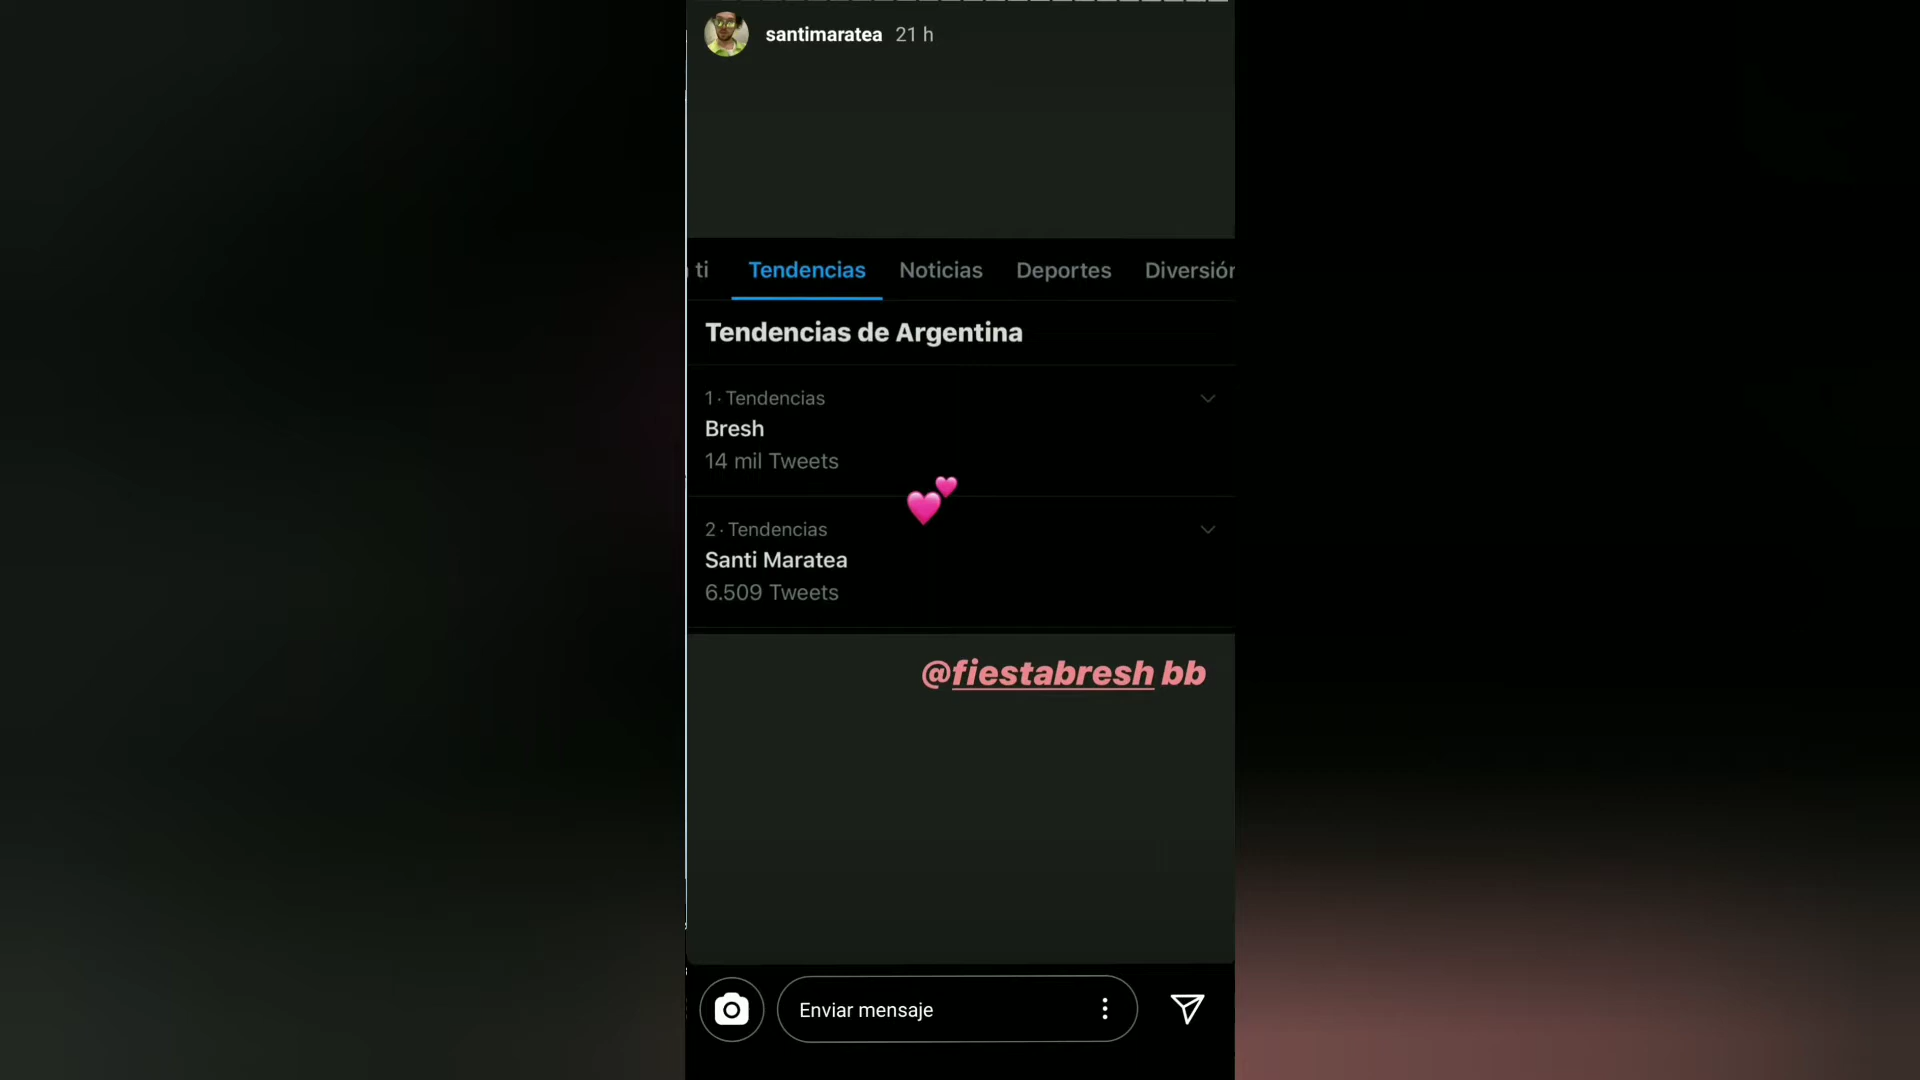 santimaratea 21 h
ti Tendencias Noticias Deportes Diversión
Tendencias de Argentina
1 · Tendencias
Bresh
14 mil Tweets
2 · Tendencias
Santi Maratea
6.509 Tweets
@fiestabresh bb
Enviar mensaje